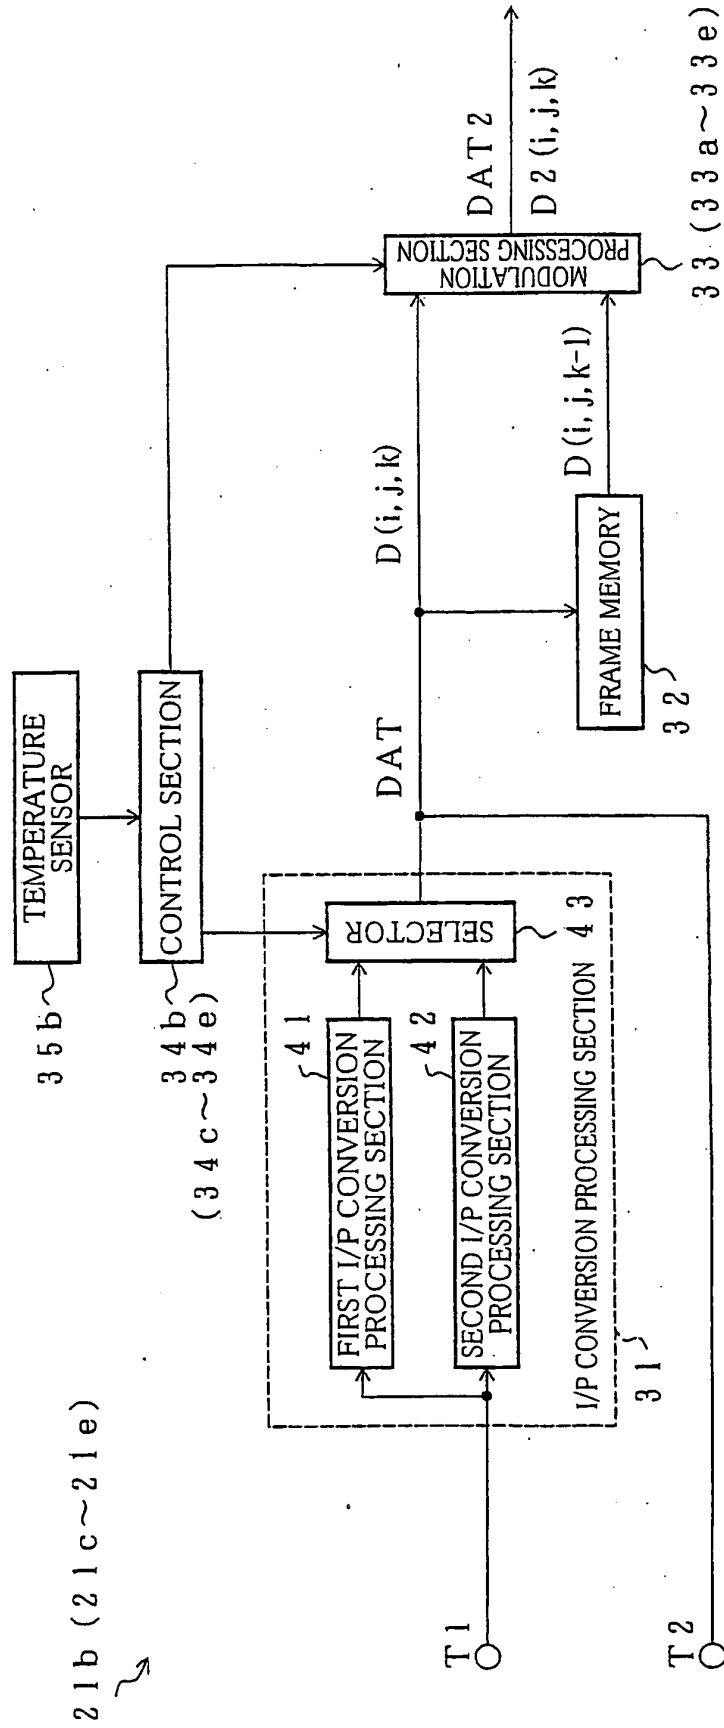 21b (21c~21e)
35b
TEMPERATURE
SENSOR
34b
(34c~34e)
CONTROL SECTION
41
FIRST I/P CONVERSION
PROCESSING SECTION
42
SECOND I/P CONVERSION
PROCESSING SECTION
SELECTOR
43
I/P CONVERSION PROCESSING SECTION
31
T1
T2
DAT
D(i,j,k)
FRAME MEMORY
32
D(i,j,k-1)
MODULATION
PROCESSING SECTION
33 (33a~33e)
DAT2
D2(i,j,k)